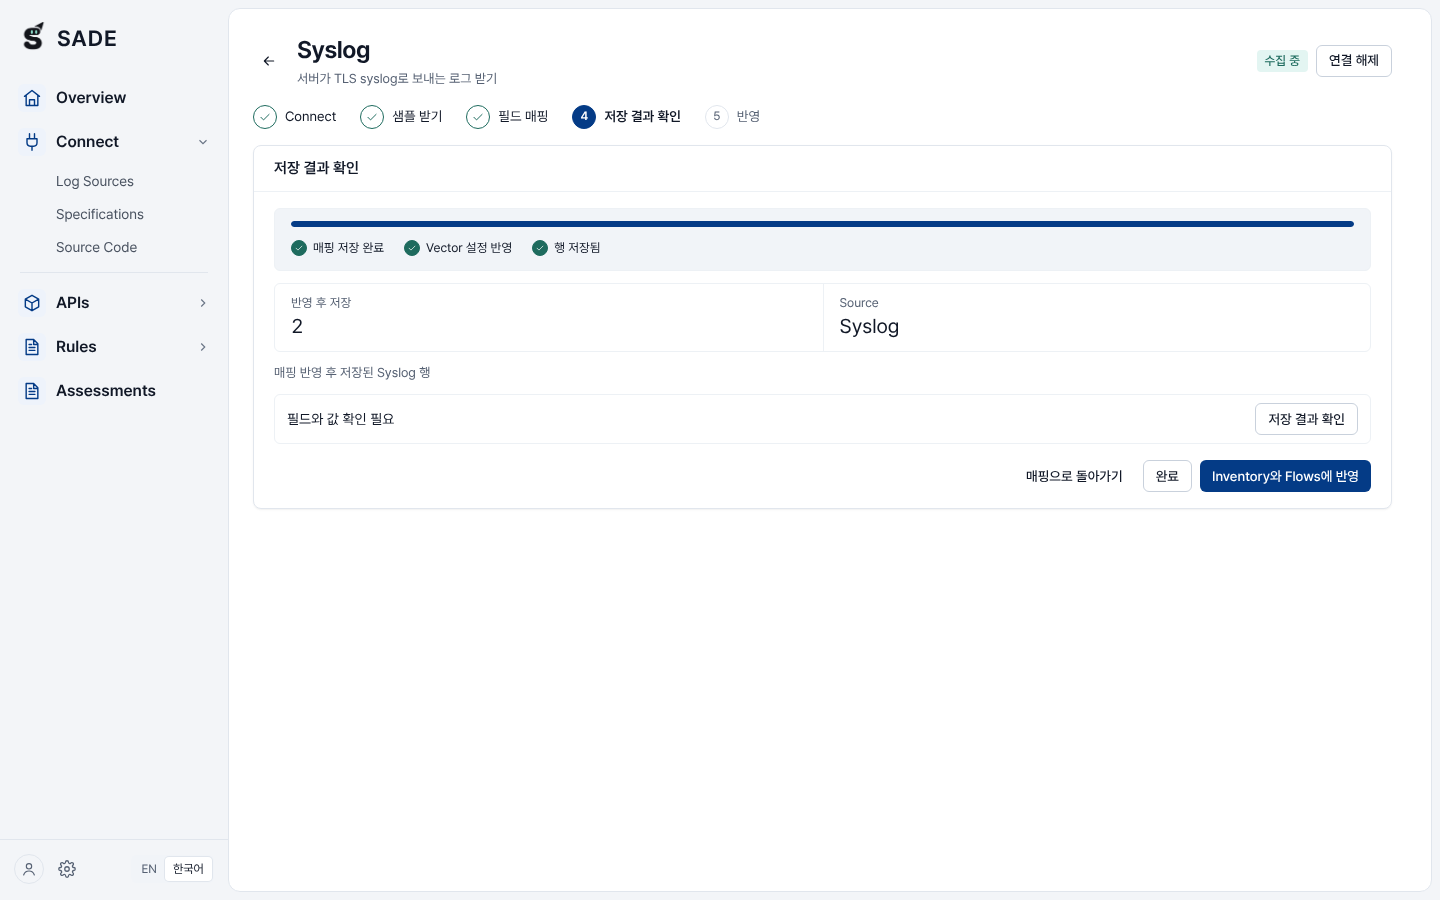 SADE
Overview
Connect
Log Sources
Specifications
Source Code
APIs
Rules
Assessments
EN
한국어
Syslog
서버가 TLS syslog로 보내는 로그 받기
수집 중
연결 해제
Connect
샘플 받기
필드 매핑
4
저장 결과 확인
5
반영
저장 결과 확인
매핑 저장 완료
Vector 설정 반영
행 저장됨
반영 후 저장
2
Source
Syslog
매핑 반영 후 저장된 Syslog 행
필드와 값 확인 필요
저장 결과 확인
매핑으로 돌아가기
완료
Inventory와 Flows에 반영